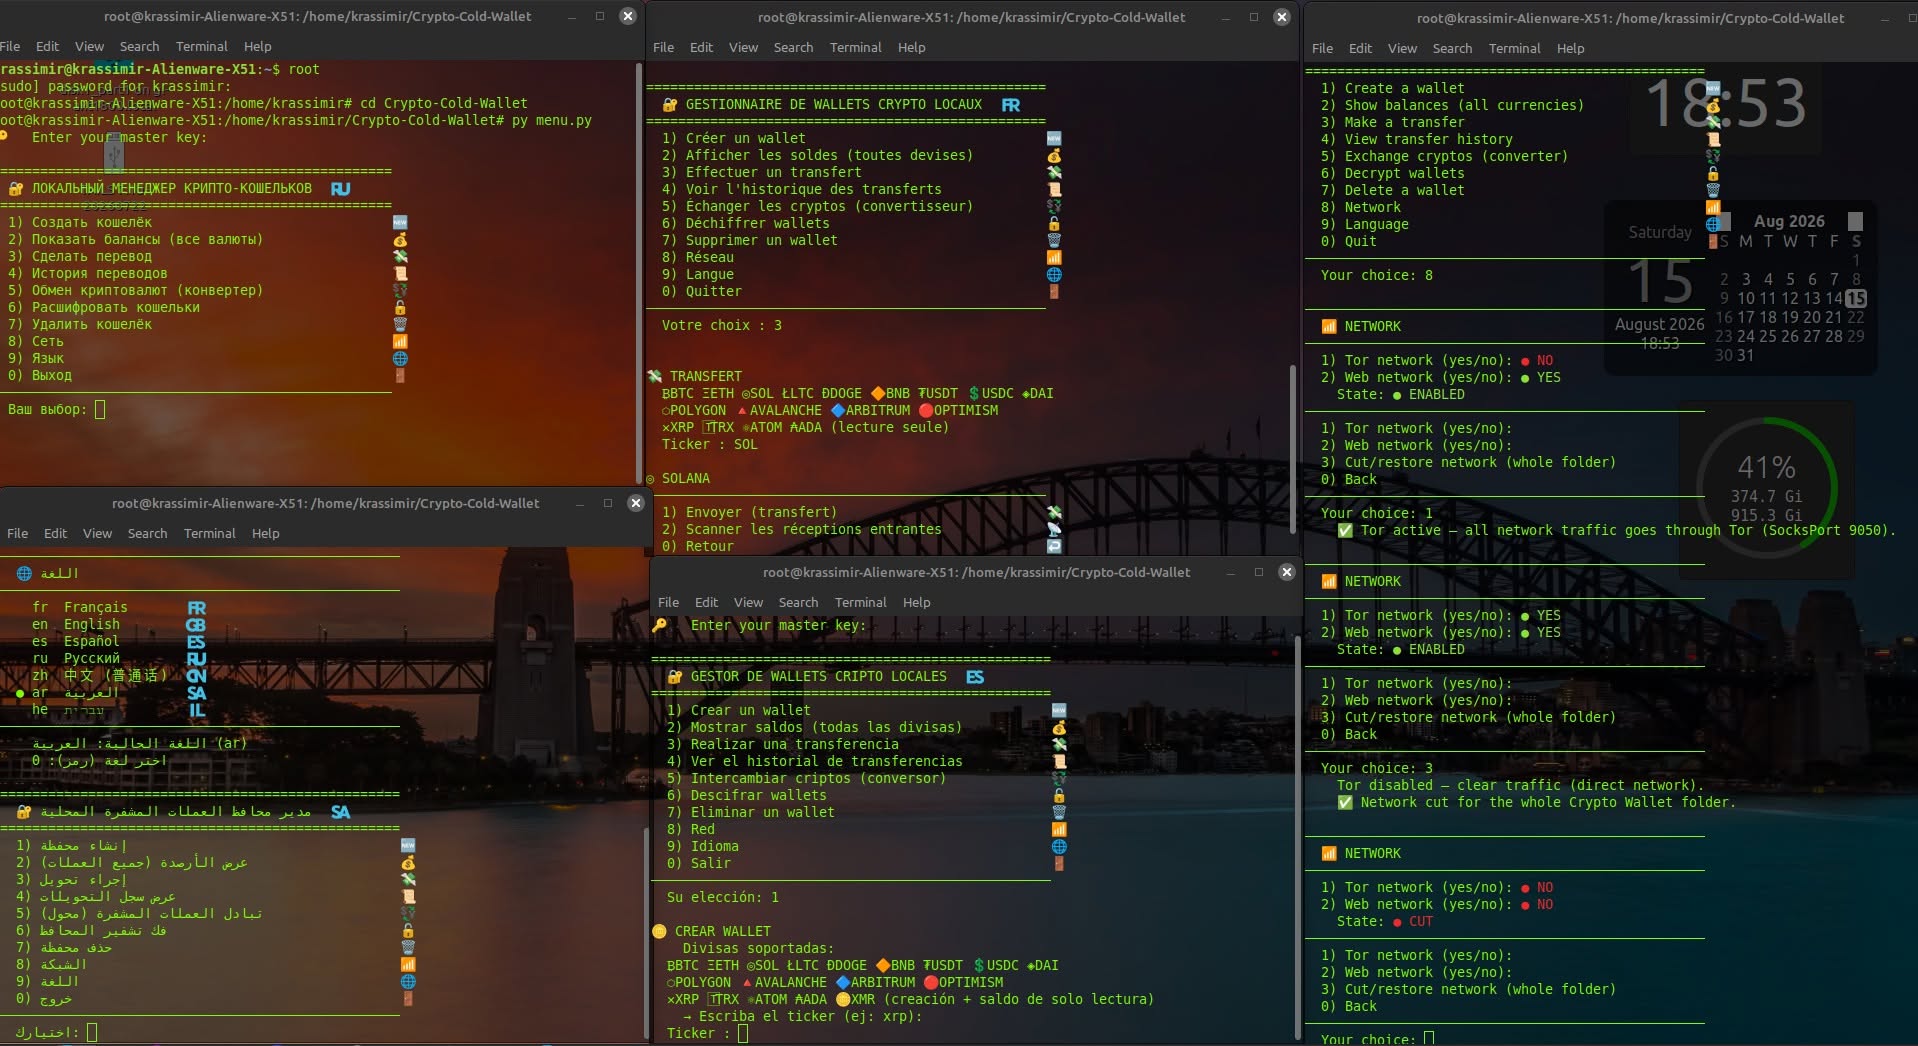 root@krassimir-Alienware-X51: /home/krassimir/Crypto-Cold-Wallet
File Edit View Search Terminal Help
rassimir@krassimir-Alienware-X51:~$ root
sudo] password for krassimir:
oot@krassimir-Alienware-X51:/home/krassimir# cd Crypto-Cold-Wallet
oot@krassimir-Alienware-X51:/home/krassimir/Crypto-Cold-Wallet# py menu.py
Enter your master key:
ЛОКАЛЬНЫЙ МЕНЕДЖЕР КРИПТО-КОШЕЛЬКОВ RU
1) Создать кошелёк
2) Показать балансы (все валюты)
3) Сделать перевод
4) История переводов
5) Обмен криптовалют (конвертер)
6) Расшифровать кошельки
7) Удалить кошелёк
8) Сеть
9) Язык
0) Выход
Ваш выбор:
root@krassimir-Alienware-X51: /home/krassimir/Crypto-Cold-Wallet
File Edit View Search Terminal Help
اللغة
fr Français FR
en English GB
es Español ES
ru Русский RU
zh 中文 (普通话) CN
ar العربية SA
he עברית IL
اللغة الحالية: العربية (ar)
اختر لغة (رمز): 0
مدير محافظ العملات المشفرة المحلية SA
1) إنشاء محفظة
2) عرض الأرصدة (جميع العملات)
3) إجراء تحويل
4) عرض سجل التحويلات
5) تبادل العملات المشفرة (محول)
6) فك تشفير المحافظ
7) حذف محفظة
8) الشبكة
9) اللغة
0) خروج
اختيارك:
root@krassimir-Alienware-X51: /home/krassimir/Crypto-Cold-Wallet
File Edit View Search Terminal Help
GESTIONNAIRE DE WALLETS CRYPTO LOCAUX FR
1) Créer un wallet
2) Afficher les soldes (toutes devises)
3) Effectuer un transfert
4) Voir l'historique des transferts
5) Échanger les cryptos (convertisseur)
6) Déchiffrer wallets
7) Supprimer un wallet
8) Réseau
9) Langue
0) Quitter
Votre choix : 3
TRANSFERT
₿BTC ΞETH ◎SOL ŁLTC ÐDOGE 🔶BNB ₮USDT 💲USDC ◈DAI
⬡POLYGON 🔺AVALANCHE 🔷ARBITRUM 🔴OPTIMISM
✕XRP TRX ⚛ATOM ₳ADA (lecture seule)
Ticker : SOL
◎ SOLANA
1) Envoyer (transfert)
2) Scanner les réceptions entrantes
0) Retour
root@krassimir-Alienware-X51: /home/krassimir/Crypto-Cold-Wallet
File Edit View Search Terminal Help
Enter your master key:
GESTOR DE WALLETS CRIPTO LOCALES ES
1) Crear un wallet
2) Mostrar saldos (todas las divisas)
3) Realizar una transferencia
4) Ver el historial de transferencias
5) Intercambiar criptos (conversor)
6) Descifrar wallets
7) Eliminar un wallet
8) Red
9) Idioma
0) Salir
Su elección: 1
CREAR WALLET
Divisas soportadas:
₿BTC ΞETH ◎SOL ŁLTC ÐDOGE 🔶BNB ₮USDT 💲USDC ◈DAI
⬡POLYGON 🔺AVALANCHE 🔷ARBITRUM 🔴OPTIMISM
✕XRP TRX ⚛ATOM ₳ADA 🪙XMR (creación + saldo de solo lectura)
→ Escriba el ticker (ej: xrp):
Ticker :
root@krassimir-Alienware-X51: /home/krassimir/Crypto-Cold-Wallet
File Edit View Search Terminal Help
1) Create a wallet
2) Show balances (all currencies)
3) Make a transfer
4) View transfer history
5) Exchange cryptos (converter)
6) Decrypt wallets
7) Delete a wallet
8) Network
9) Language
0) Quit
Your choice: 8
NETWORK
1) Tor network (yes/no): ● NO
2) Web network (yes/no): ● YES
State: ● ENABLED
1) Tor network (yes/no):
2) Web network (yes/no):
3) Cut/restore network (whole folder)
0) Back
Your choice: 1
✅ Tor active — all network traffic goes through Tor (SocksPort 9050).
NETWORK
1) Tor network (yes/no): ● YES
2) Web network (yes/no): ● YES
State: ● ENABLED
1) Tor network (yes/no):
2) Web network (yes/no):
3) Cut/restore network (whole folder)
0) Back
Your choice: 3
Tor disabled — clear traffic (direct network).
✅ Network cut for the whole Crypto Wallet folder.
NETWORK
1) Tor network (yes/no): ● NO
2) Web network (yes/no): ● NO
State: ● CUT
1) Tor network (yes/no):
2) Web network (yes/no):
3) Cut/restore network (whole folder)
0) Back
Your choice:
18:53
Saturday
15
August 2026
18:53
Aug 2026
S M T W T F S
1
2 3 4 5 6 7 8
9 10 11 12 13 14 15
16 17 18 19 20 21 22
23 24 25 26 27 28 29
30 31
41%
374.7 Gi
915.3 Gi